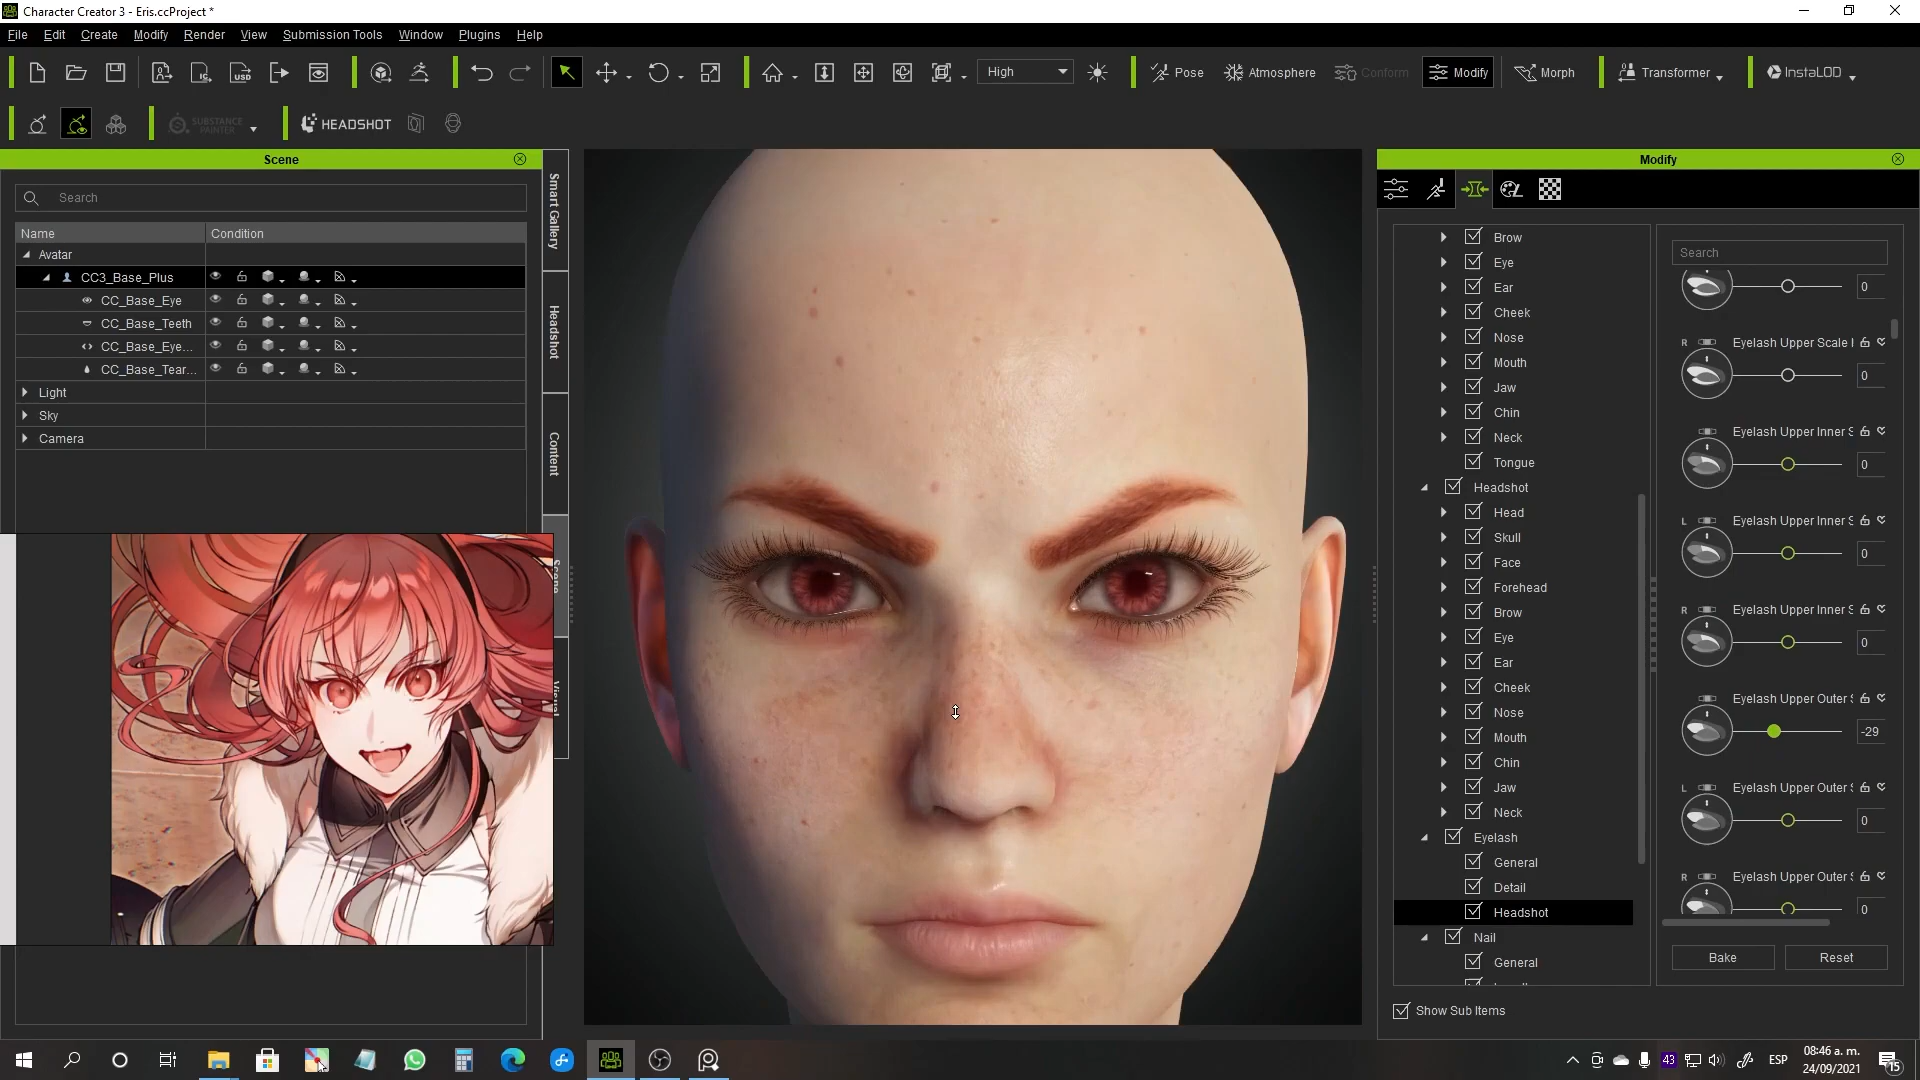 Character Creator 3 - Eris.ccProject *
File Edit Create Modify Render View Submission Tools Window Plugins Help
High Pose Atmosphere Conform Modify Morph Transformer InstaLOD
SUBSTANCE PAINTER HEADSHOT
Scene
Search
Name Condition
Avatar
CC3_Base_Plus
CC_Base_Eye
CC_Base_Teeth
CC_Base_Eye...
CC_Base_Tear...
Light
Sky
Camera
Smart Gallery
Headshot
Content
Scene
Visual
Modify
Brow
Eye
Ear
Cheek
Nose
Mouth
Jaw
Chin
Neck
Tongue
Headshot
Head
Skull
Face
Forehead
Brow
Eye
Ear
Cheek
Nose
Mouth
Chin
Jaw
Neck
Eyelash
General
Detail
Headshot
Nail
General
Show Sub Items
Search
0
R Eyelash Upper Scale
0
Eyelash Upper Inner S
0
L Eyelash Upper Inner S
0
R Eyelash Upper Inner S
0
Eyelash Upper Outer S
-29
L Eyelash Upper Outer S
0
R Eyelash Upper Outer S
0
Bake Reset
43 ESP 08:46 a. m.
24/09/2021 15